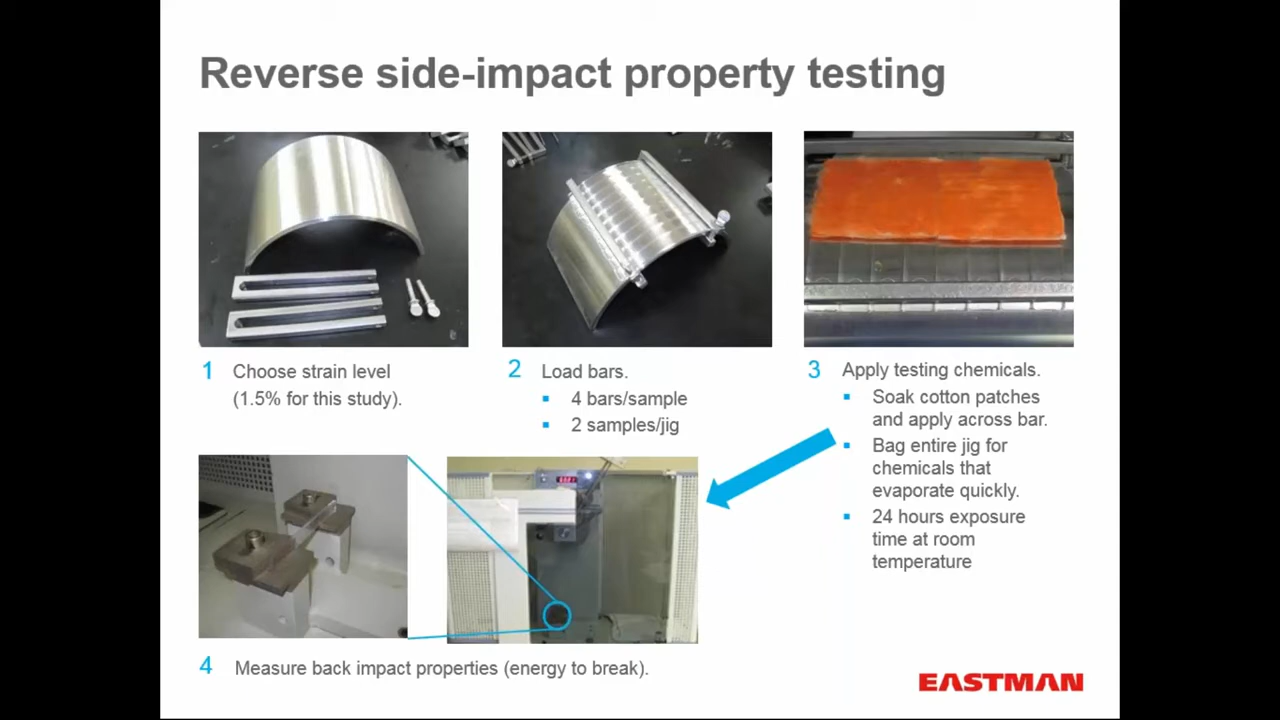 Reverse side-impact property testing
1 Choose strain level
(1.5% for this study).
2 Load bars.
▪ 4 bars/sample
▪ 2 samples/jig
3 Apply testing chemicals.
▪ Soak cotton patches
and apply across bar.
▪ Bag entire jig for
chemicals that
evaporate quickly.
▪ 24 hours exposure
time at room
temperature
4 Measure back impact properties (energy to break).
EASTMAN